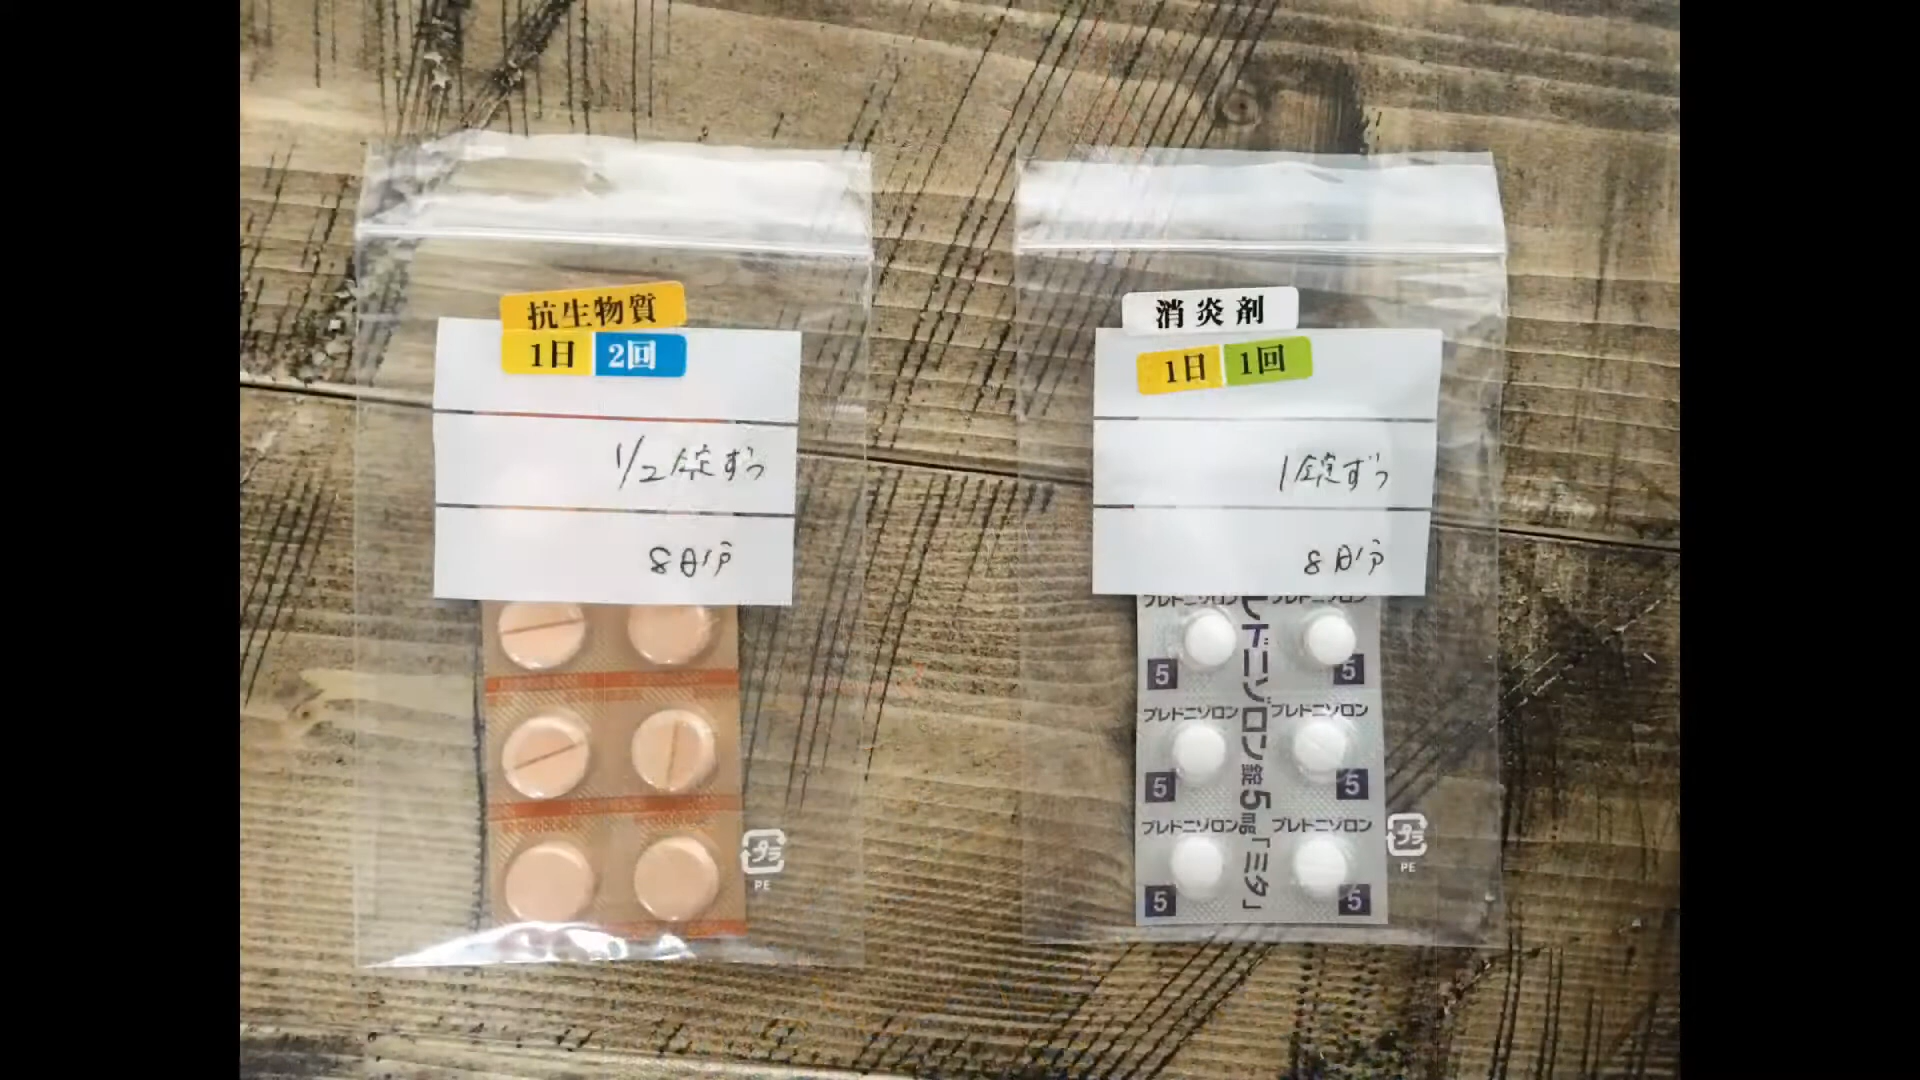 抗生物質
1日 2回
1/2錠ずつ
8日分
プラ
PE
消炎剤
1日 1回
1錠ずつ
8日分
プレドニゾロン プレドニゾロン
5 5
プレドニゾロン プレドニゾロン
5 5
プレドニゾロン プレドニゾロン
5 5
レドニゾロン錠5mg「ミタ」
プラ
PE